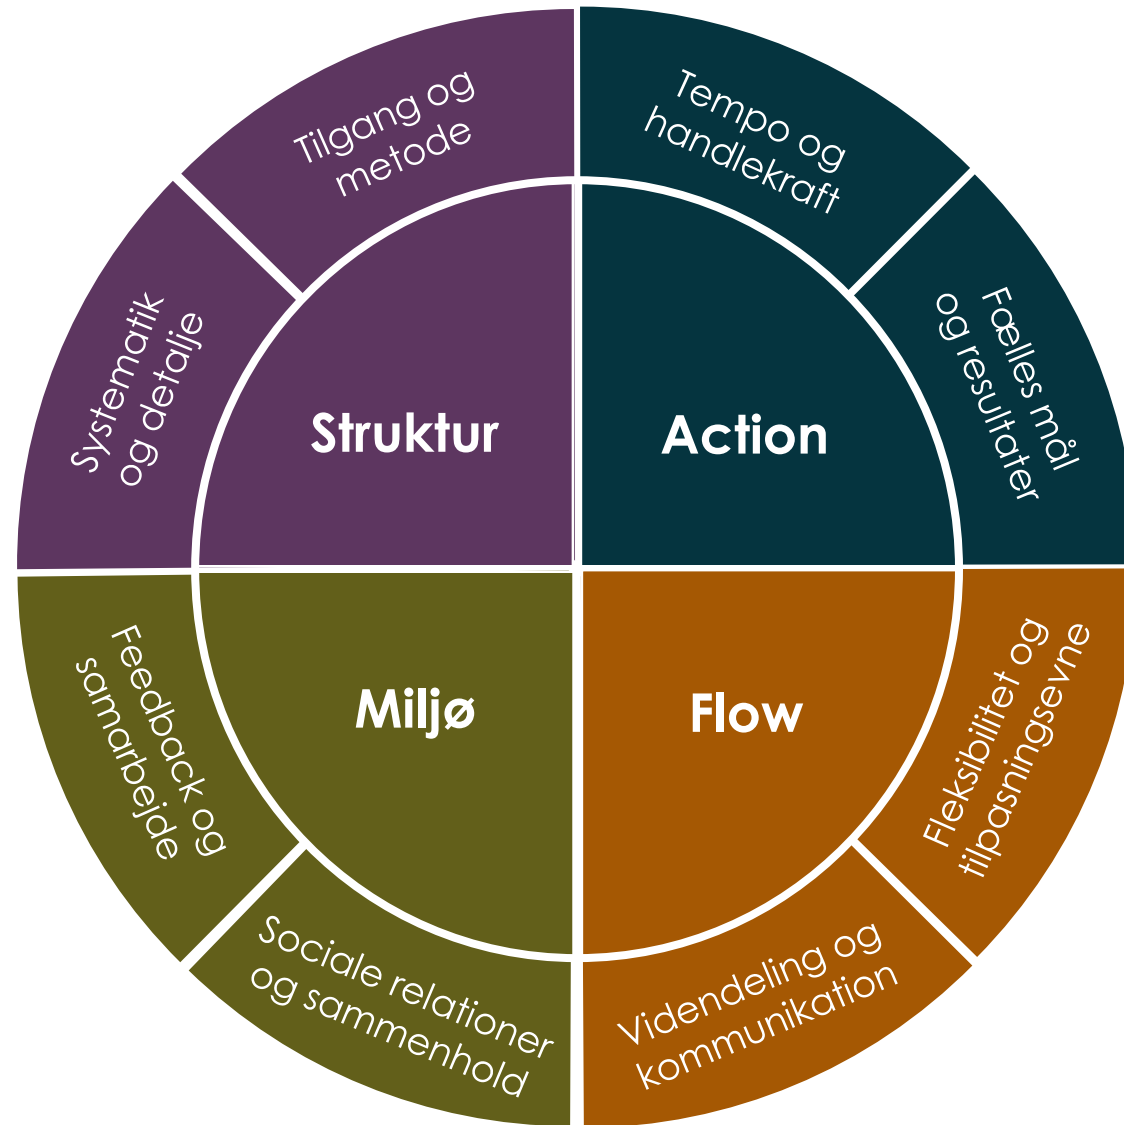 Tilgang og
metode
Tempo og
handlekraft
Systematik
og detalje
Fælles mål
og resultater
Struktur
Action
Miljø
Flow
Feedback og
samarbejde
Fleksibilitet og
tilpasningsevne
Sociale relationer
og sammenhold
Videndeling og
kommunikation